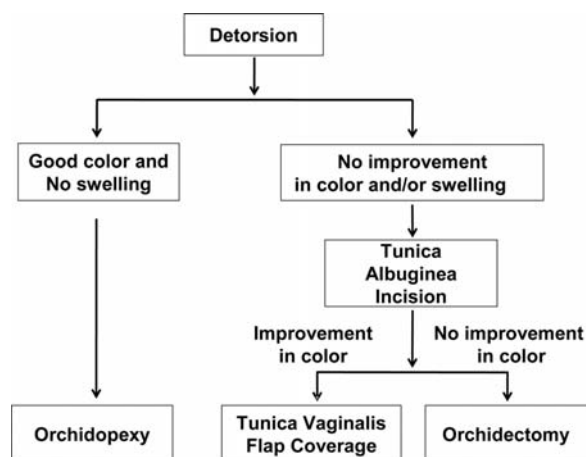 Detorsion
Good color and
No swelling
No improvement
in color and/or swelling
Tunica
Albuginea
Incision
Improvement
in color
No improvement
in color
Orchidopexy
Tunica Vaginalis
Flap Coverage
Orchidectomy